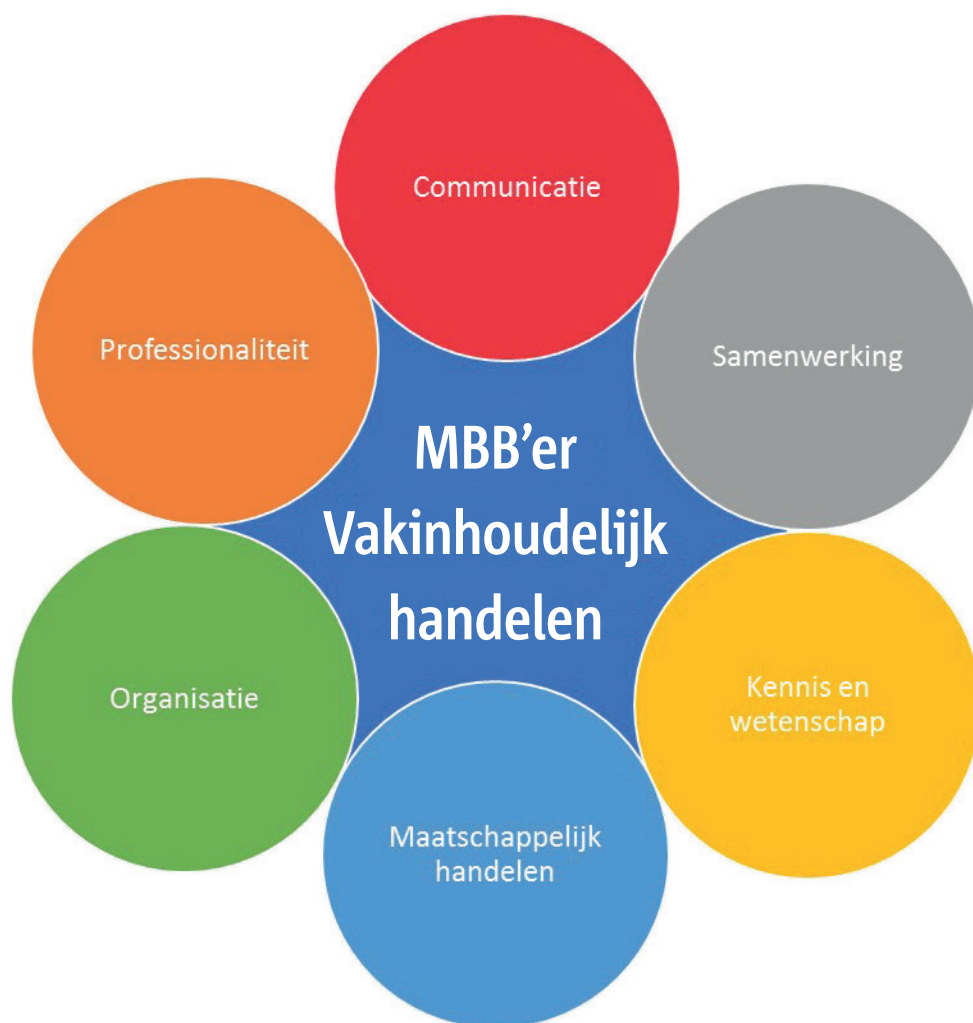 Communicatie
Professionaliteit
Samenwerking
MBB’er
Vakinhoudelijk
handelen
Organisatie
Kennis en
wetenschap
Maatschappelijk
handelen